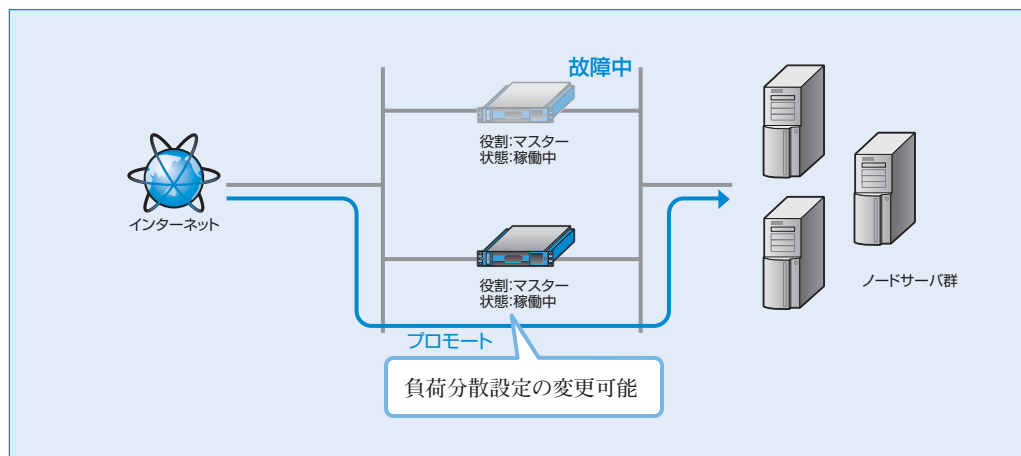 故障中
役割:マスター
状態:稼働中
インターネット
役割:マスター
状態:稼働中
ノードサーバ群
プロモート
負荷分散設定の変更可能